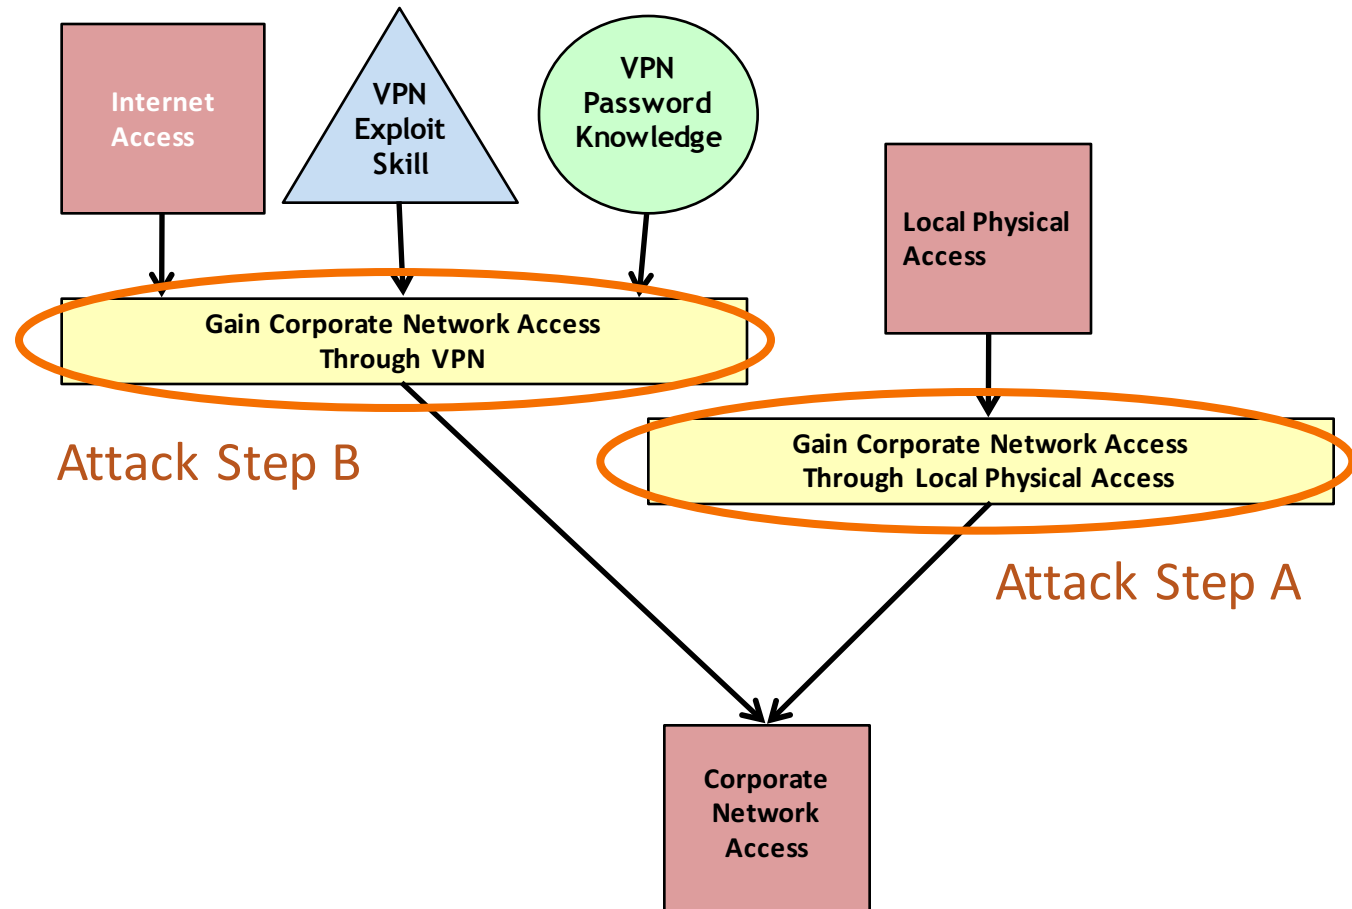 Internet
Access
VPN
Exploit
Skill
VPN
Password
Knowledge
Local Physical
Access
Gain Corporate Network Access
Through VPN
Attack Step B
Gain Corporate Network Access
Through Local Physical Access
Attack Step A
Corporate
Network
Access